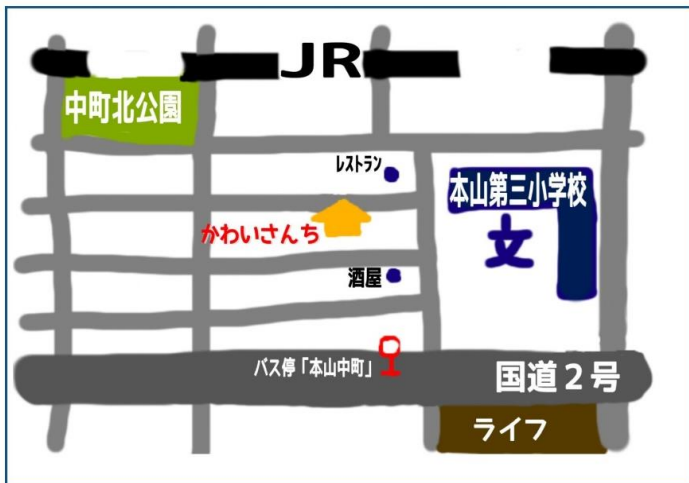 JR
中町北公園
レストラン
本山第三小学校
かわいさんち
文
酒屋
バス停「本山中町」
国道2号
ライフ